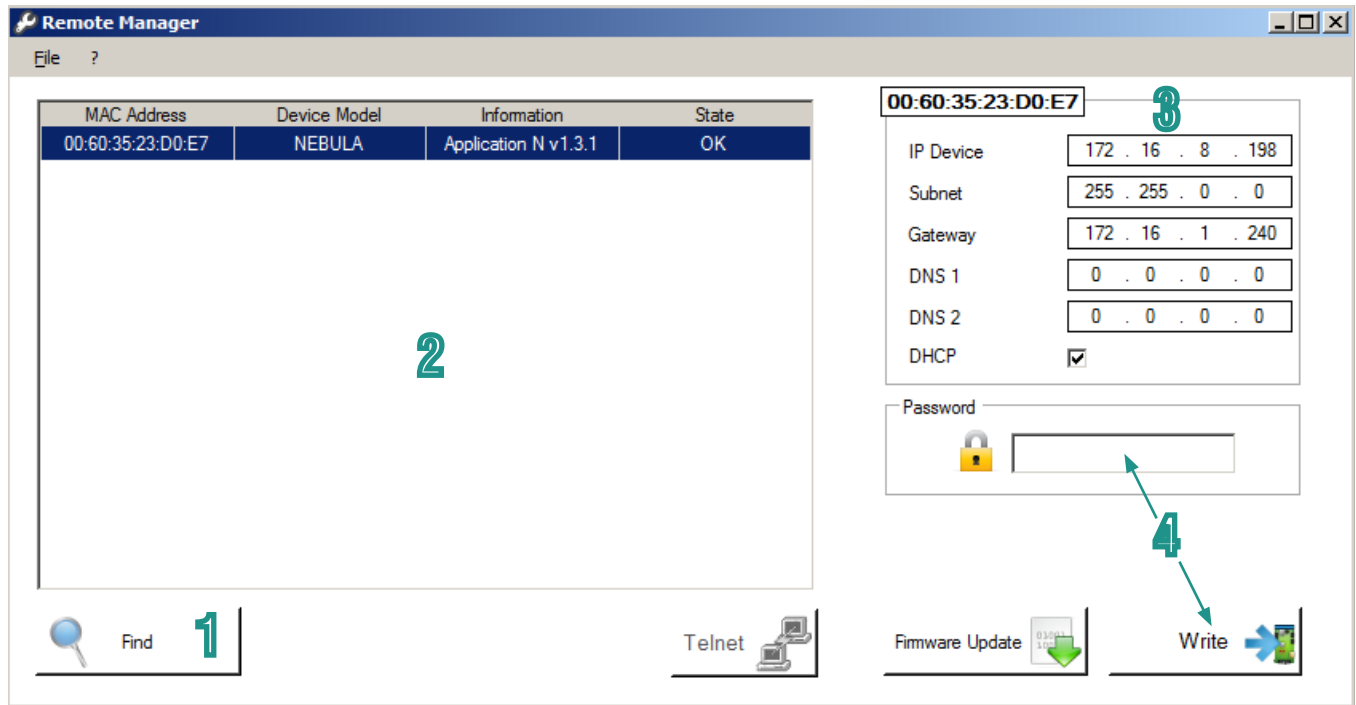 Remote Manager
File ?
MAC Address Device Model Information State
00:60:35:23:D0:E7 NEBULA Application N v1.3.1 OK
2
Find 1
Telnet
00:60:35:23:D0:E7 3
IP Device 172 . 16 . 8 . 198
Subnet 255 . 255 . 0 . 0
Gateway 172 . 16 . 1 . 240
DNS 1 0 . 0 . 0 . 0
DNS 2 0 . 0 . 0 . 0
DHCP
Password
4
Firmware Update
Write